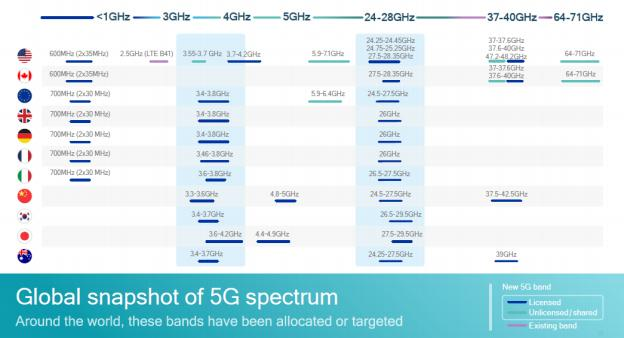 <1GHz 3GHz 4GHz 5GHz 24-28GHz 37-40GHz 64-71GHz
24.25-24.45GHz 37-37.6GHz
24.75-25.25GHz 37.6-40GHz
600MHz (2x35MHz) 2.5GHz (LTE B41) 3.55-3.7 GHz 3.7-4.2GHz 5.9-7.1GHz 27.5-28.35GHz 47.2-48.2GHz 64-71GHz
37-37.6GHz
600MHz (2x35MHz) 27.5-28.35GHz 37.6-40GHz 64-71GHz
700MHz (2x30 MHz) 3.4-3.8GHz 5.9-6.4GHz 24.5-27.5GHz
700MHz (2x30 MHz) 3.4-3.8GHz 26GHz
700MHz (2x30 MHz) 3.4-3.8GHz 26GHz
700MHz (2x30 MHz) 3.46-3.8GHz 26GHz
700MHz (2x30 MHz) 3.6-3.8GHz 26.5-27.5GHz
3.3-3.6GHz 4.8-5GHz 24.5-27.5GHz 37.5-42.5GHz
3.4-3.7GHz 26.5-29.5GHz
3.6-4.2GHz 4.4-4.9GHz 27.5-29.5GHz
3.4-3.7GHz 24.25-27.5GHz 39GHz
Global snapshot of 5G spectrum
Around the world, these bands have been allocated or targeted
New 5G band
Licensed
Unlicensed/shared
Existing band